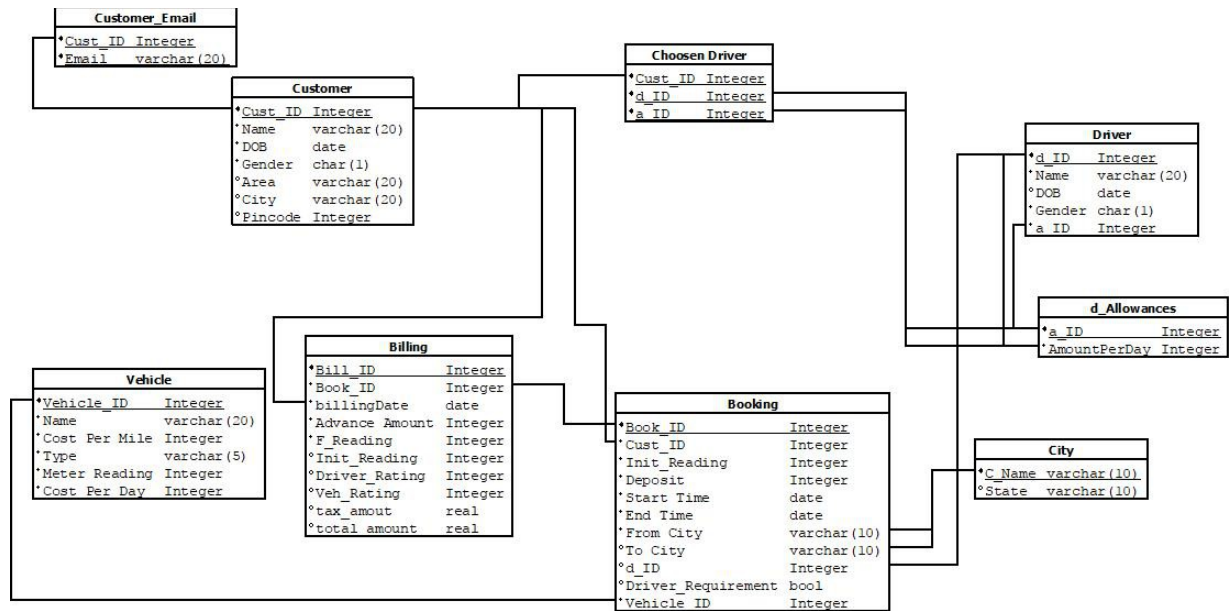 Customer_Email
Cust_ID Integer
Email varchar(20)
Customer
Cust_ID Integer
Name varchar(20)
DOB date
Gender char(1)
Area varchar(20)
City varchar(20)
Pincode Integer
Choosen Driver
Cust_ID Integer
d_ID Integer
a_ID Integer
Driver
d_ID Integer
Name varchar(20)
DOB date
Gender char(1)
a_ID Integer
d_Allowances
a_ID Integer
AmountPerDay Integer
Vehicle
Vehicle_ID Integer
Name varchar(20)
Cost Per Mile Integer
Type varchar(5)
Meter Reading Integer
Cost Per Day Integer
Billing
Bill_ID Integer
Book_ID Integer
billingDate date
Advance Amount Integer
F_Reading Integer
Init_Reading Integer
Driver_Rating Integer
Veh_Rating Integer
tax_amout real
total_amount real
Booking
Book_ID Integer
Cust_ID Integer
Init_Reading Integer
Deposit Integer
Start Time date
End Time date
From City varchar(10)
To City varchar(10)
d_ID Integer
Driver_Requirement bool
Vehicle_ID Integer
City
C_Name varchar(10)
State varchar(10)